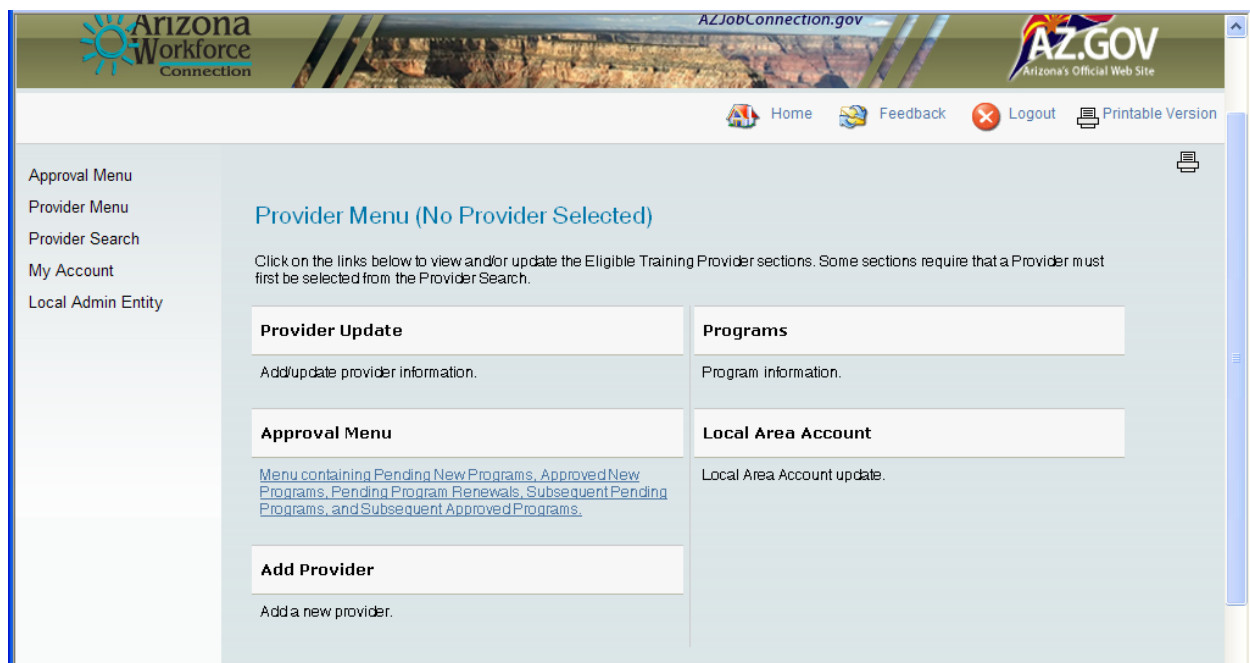 Arizona
Workforce
Connection
AZJobConnection.gov
AZ.GOV
Arizona's Official Web Site
Home Feedback Logout Printable Version
Approval Menu
Provider Menu
Provider Search
My Account
Local Admin Entity
Provider Menu (No Provider Selected)
Click on the links below to view and/or update the Eligible Training Provider sections. Some sections require that a Provider must
first be selected from the Provider Search.
Provider Update
Add/update provider information.
Programs
Program information.
Approval Menu
Menu containing Pending New Programs, Approved New
Programs, Pending Program Renewals, Subsequent Pending
Programs, and Subsequent Approved Programs.
Local Area Account
Local Area Account update.
Add Provider
Add a new provider.